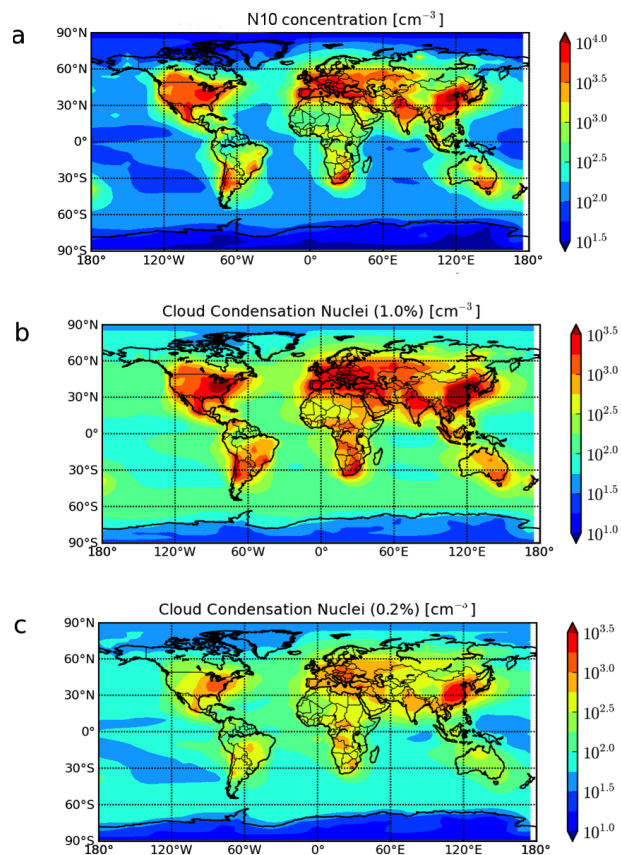 a
N10 concentration [cm⁻³]
90°N
60°N
30°N
0°
30°S
60°S
90°S
180° 120°W 60°W 0° 60°E 120°E 180°
10^4.0
10^3.5
10^3.0
10^2.5
10^2.0
10^1.5
b
Cloud Condensation Nuclei (1.0%) [cm⁻³]
90°N
60°N
30°N
0°
30°S
60°S
90°S
180° 120°W 60°W 0° 60°E 120°E 180°
10^3.5
10^3.0
10^2.5
10^2.0
10^1.5
10^1.0
c
Cloud Condensation Nuclei (0.2%) [cm⁻³]
90°N
60°N
30°N
0°
30°S
60°S
90°S
180° 120°W 60°W 0° 60°E 120°E 180°
10^3.5
10^3.0
10^2.5
10^2.0
10^1.5
10^1.0